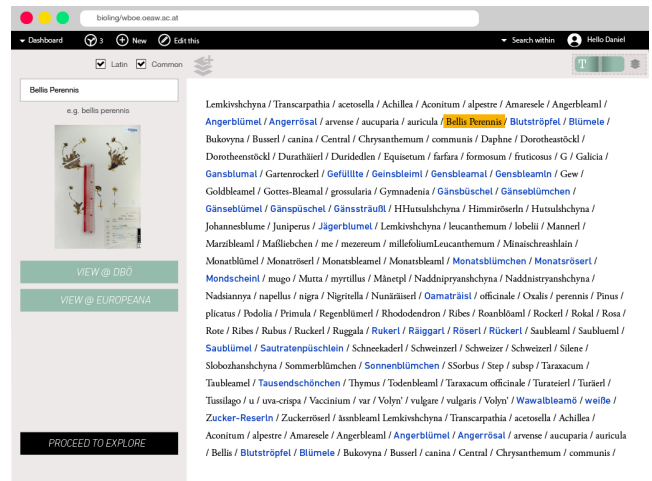 bioling/wboe.oeaw.ac.at
Dashboard 3 New Edit this Search within Hello Daniel
Latin Common T
Bellis Perennis
e.g. bellis perennis
VIEW @ DBÖ
VIEW @ EUROPEANA
PROCEED TO EXPLORE
Lemkivshchyna / Transcarpathia / acetosella / Achillea / Aconitum / alpestre / Amaresele / Angerbleaml /
Angerblümel / Angerrösal / arvense / aucuparia / auricula / Bellis Perennis / Blutströpfel / Blümele /
Bukovyna / Busserl / canina / Central / Chrysanthemum / communis / Daphne / Dorotheastöckl /
Dorotheenstöckl / Durathäierl / Duridedlen / Equisetum / farfara / formosum / fruticosus / G / Galicia /
Gansblumal / Gartenrockerl / Gefülllte / Geinsbleiml / Gensbleamal / Gensbleamln / Gew /
Goldbleamel / Gottes-Bleamal / grossularia / Gymnadenia / Gänsbüschel / Gänseblümchen /
Gänseblümel / Gänspüschel / Gänssträußl / HHutsulshchyna / Himmiröserln / Hutsulshchyna /
Johannesblume / Juniperus / Jägerblumel / Lemkivshchyna / leucanthemum / lobelii / Mannerl /
Marzibleaml / Maßliebchen / me / mezereum / millefoliumLeucanthemum / Minaischreashlain /
Monatblümel / Monatröserl / Monatsbleamel / Monatsbleaml / Monatsblümchen / Monatsröserl /
Mondscheinl / mugo / Mutta / myrtillus / Månetpl / Naddnipryanshchyna / Naddnistryanshchyna /
Nadsiannya / napellus / nigra / Nigritella / Nunäräiserl / Oamaträisl / officinale / Oxalis / perennis / Pinus /
plicatus / Podolia / Primula / Regenblümerl / Rhododendron / Ribes / Roanblöaml / Rockerl / Rokal / Rosa /
Rote / Ribes / Rubus / Ruckerl / Ruggala / Rukerl / Räiggarl / Röserl / Rückerl / Saubleaml / Saublueml /
Saublümel / Sautratenpüschlein / Schneekaderl / Schweinzerl / Schweizer / Schweizerl / Silene /
Slobozhanshchyna / Sommerblümchen / Sonnenblümchen / SSorbus / Step / subsp / Taraxacum /
Taubleamel / Tausendschönchen / Thymus / Todenbleaml / Taraxacum officinale / Turateierl / Turäerl /
Tussilago / u / uva-crispa / Vaccinium / var / Volyn' / vulgare / vulgaris / Voļyn' / Wawalbleamö / weiße /
Zucker-Reserln / Zuckerröserl / ässnbleaml Lemkivshchyna / Transcarpathia / acetosella / Achillea /
Aconitum / alpestre / Amaresele / Angerbleaml / Angerblümel / Angerrösal / arvense / aucuparia / auricula
/ Bellis / Blutströpfel / Blümele / Bukovyna / Busserl / canina / Central / Chrysanthemum / communis /